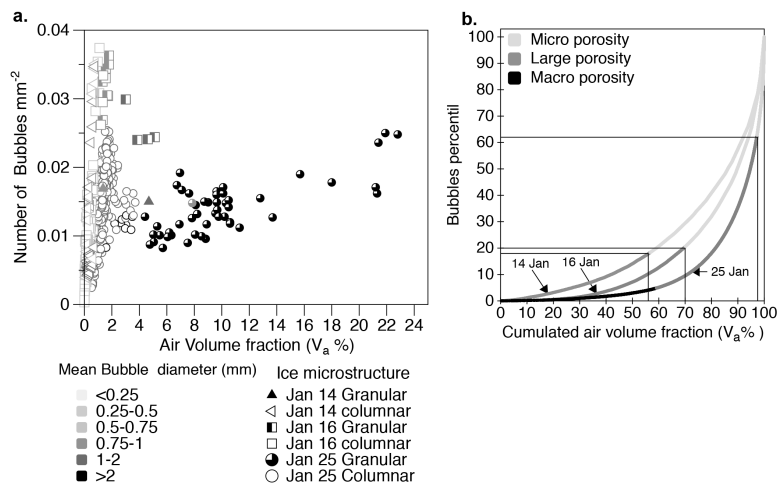 a.
0.04
0.03
0.02
0.01
0
Number of Bubbles mm-2
0 2 4 6 8 10 12 14 16 18 20 22 24
Air Volume fraction (Va %)
Mean Bubble diameter (mm)
<0.25
0.25-0.5
0.5-0.75
0.75-1
1-2
>2
Ice microstructure
Jan 14 Granular
Jan 14 columnar
Jan 16 Granular
Jan 16 columnar
Jan 25 Granular
Jan 25 Columnar
b.
Micro porosity
Large porosity
Macro porosity
100
90
80
70
60
50
40
30
20
10
0
Bubbles percentil
14 Jan
16 Jan
25 Jan
0 10 20 30 40 50 60 70 80 90 100
Cumulated air volume fraction (Va% )